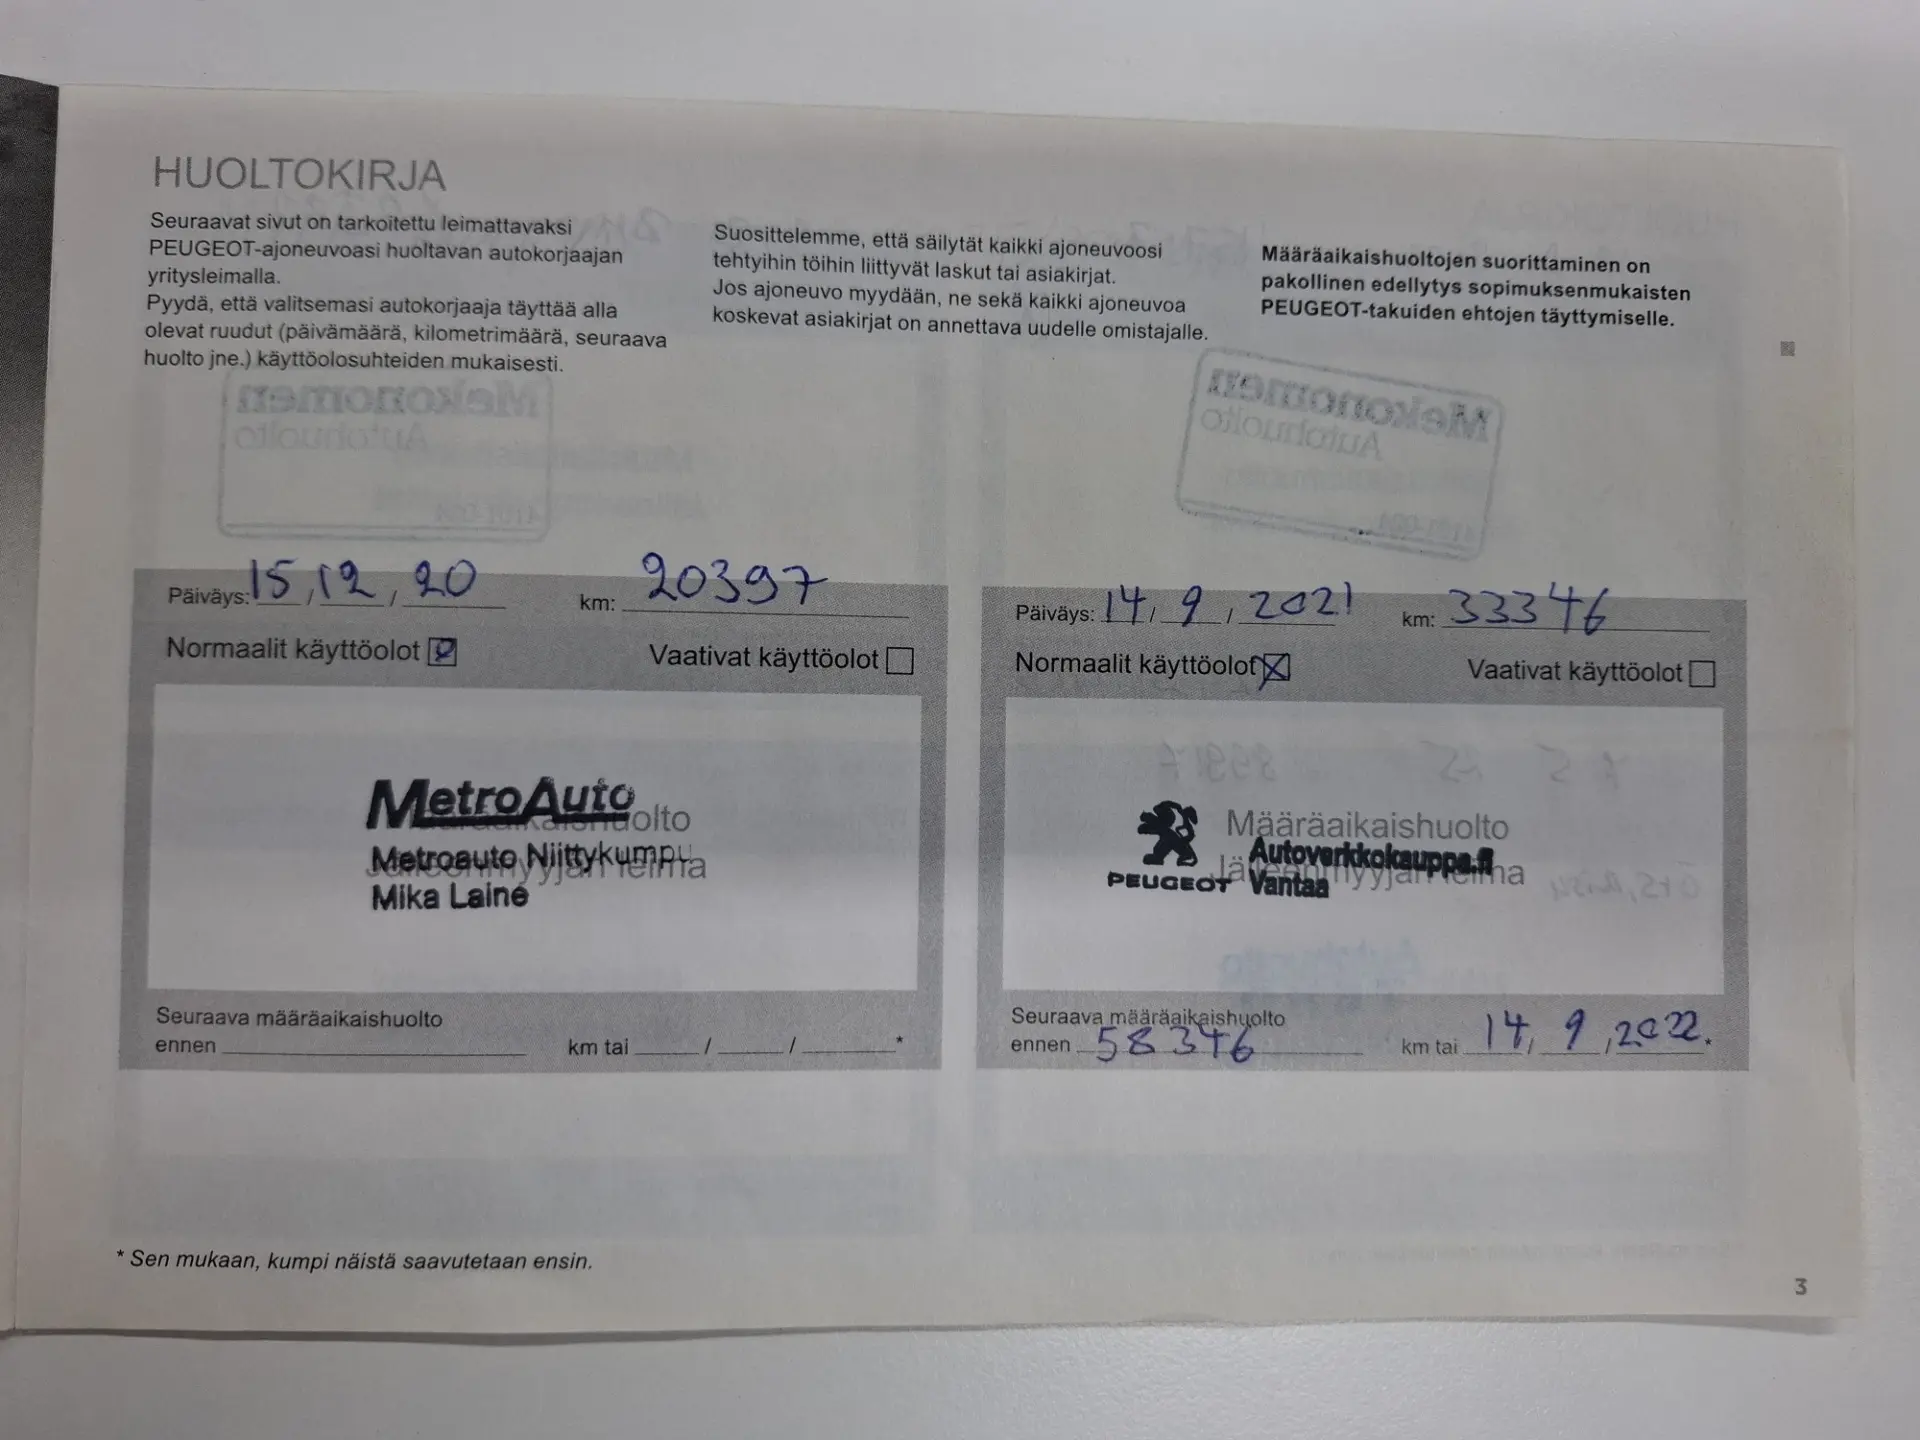 HUOLTOKIRJA
Seuraavat sivut on tarkoitettu leimattavaksi
PEUGEOT-ajoneuvoasi huoltavan autokorjaajan
yritysleimalla.
Pyydä, että valitsemasi autokorjaaja täyttää alla
olevat ruudut (päivämäärä, kilometrimäärä, seuraava
huolto jne.) käyttöolosuhteiden mukaisesti.
Suosittelemme, että säilytät kaikki ajoneuvoosi
tehtyihin töihin liittyvät laskut tai asiakirjat.
Jos ajoneuvo myydään, ne sekä kaikki ajoneuvoa
koskevat asiakirjat on annettava uudelle omistajalle.
Määräaikaishuoltojen suorittaminen on
pakollinen edellytys sopimuksenmukaisten
PEUGEOT-takuiden ehtojen täyttymiselle.
Mekonomen
Autohuolto
Mekonomen
Autohuolto
Päiväys: 15/12/20 km: 20397
Normaalit käyttöolot Vaativat käyttöolot
MetroAuto
Määräaikaishuolto
Metroauto Niittykumpu
Jälleenmyyjän leima
Mika Laine
Seuraava määräaikaishuolto
ennen km tai / / *
Päiväys: 14/9/2021 km: 33346
Normaalit käyttöolot Vaativat käyttöolot
Määräaikaishuolto
Autoverkkokauppa.fi
Jälleenmyyjän leima
PEUGEOT Vantaa
Seuraava määräaikaishuolto
ennen 58346 km tai 14/9/2022*
* Sen mukaan, kumpi näistä saavutetaan ensin.
3